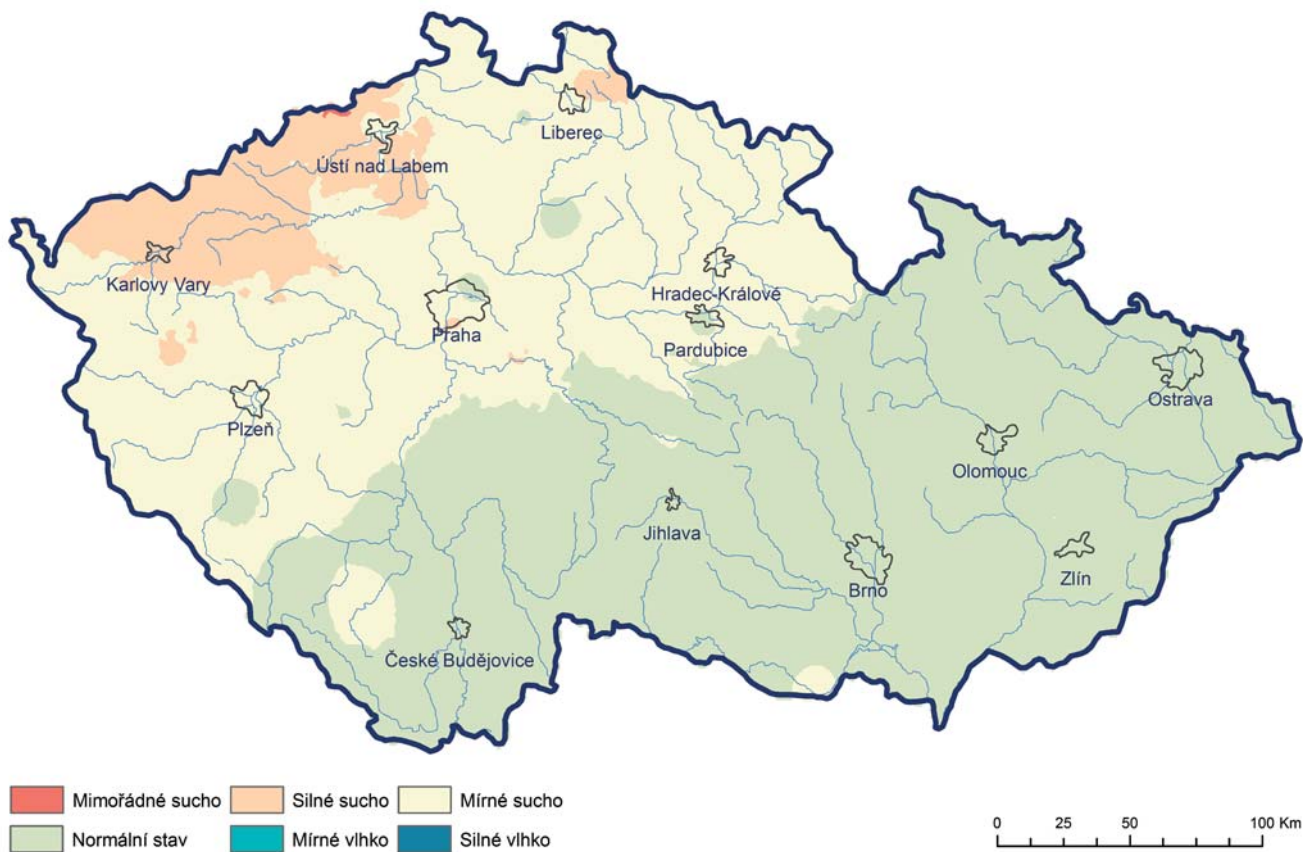 Liberec
Ústí nad Labem
Karlovy Vary
Hradec-Králové
Praha
Pardubice
Ostrava
Plzeň
Olomouc
Jihlava
Brno
Zlín
České Budějovice
Mimořádné sucho Silné sucho Mírné sucho
Normální stav Mírné vlhko Silné vlhko
0 25 50 100 Km